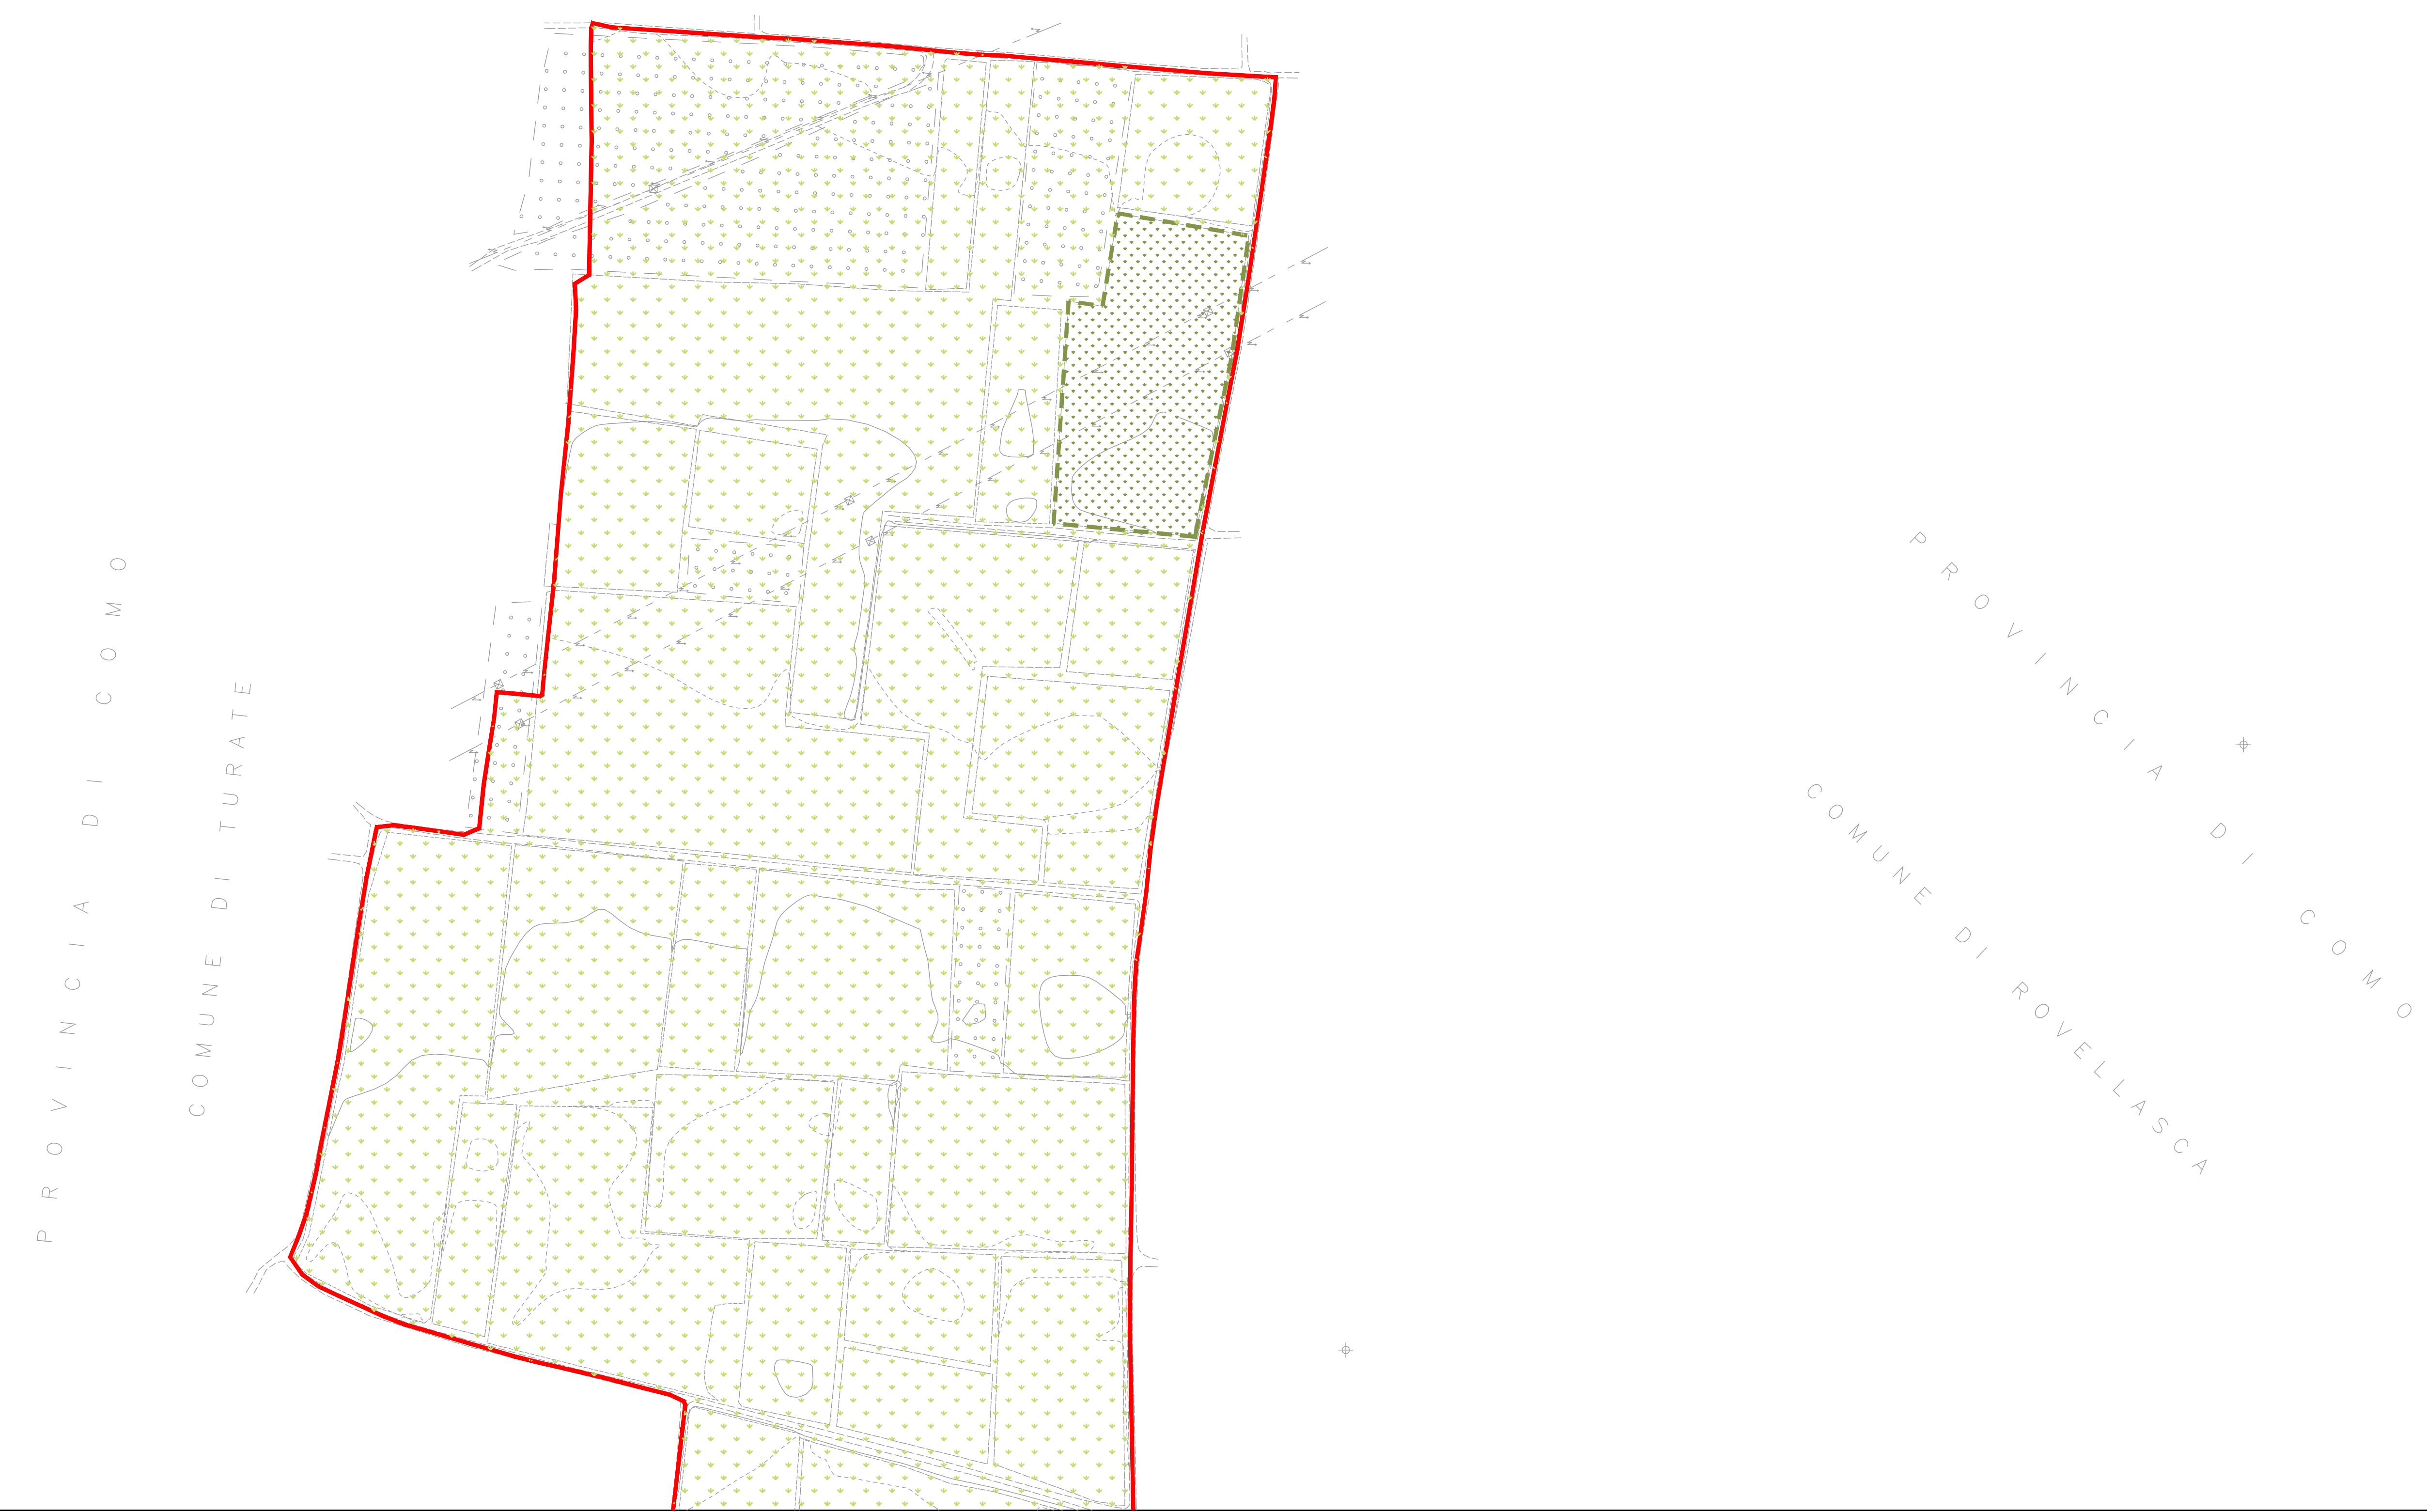 PROVINCIA DI COMO
COMUNE DI TURATE
PROVINCIA DI COMO
COMUNE DI ROVELLASCA